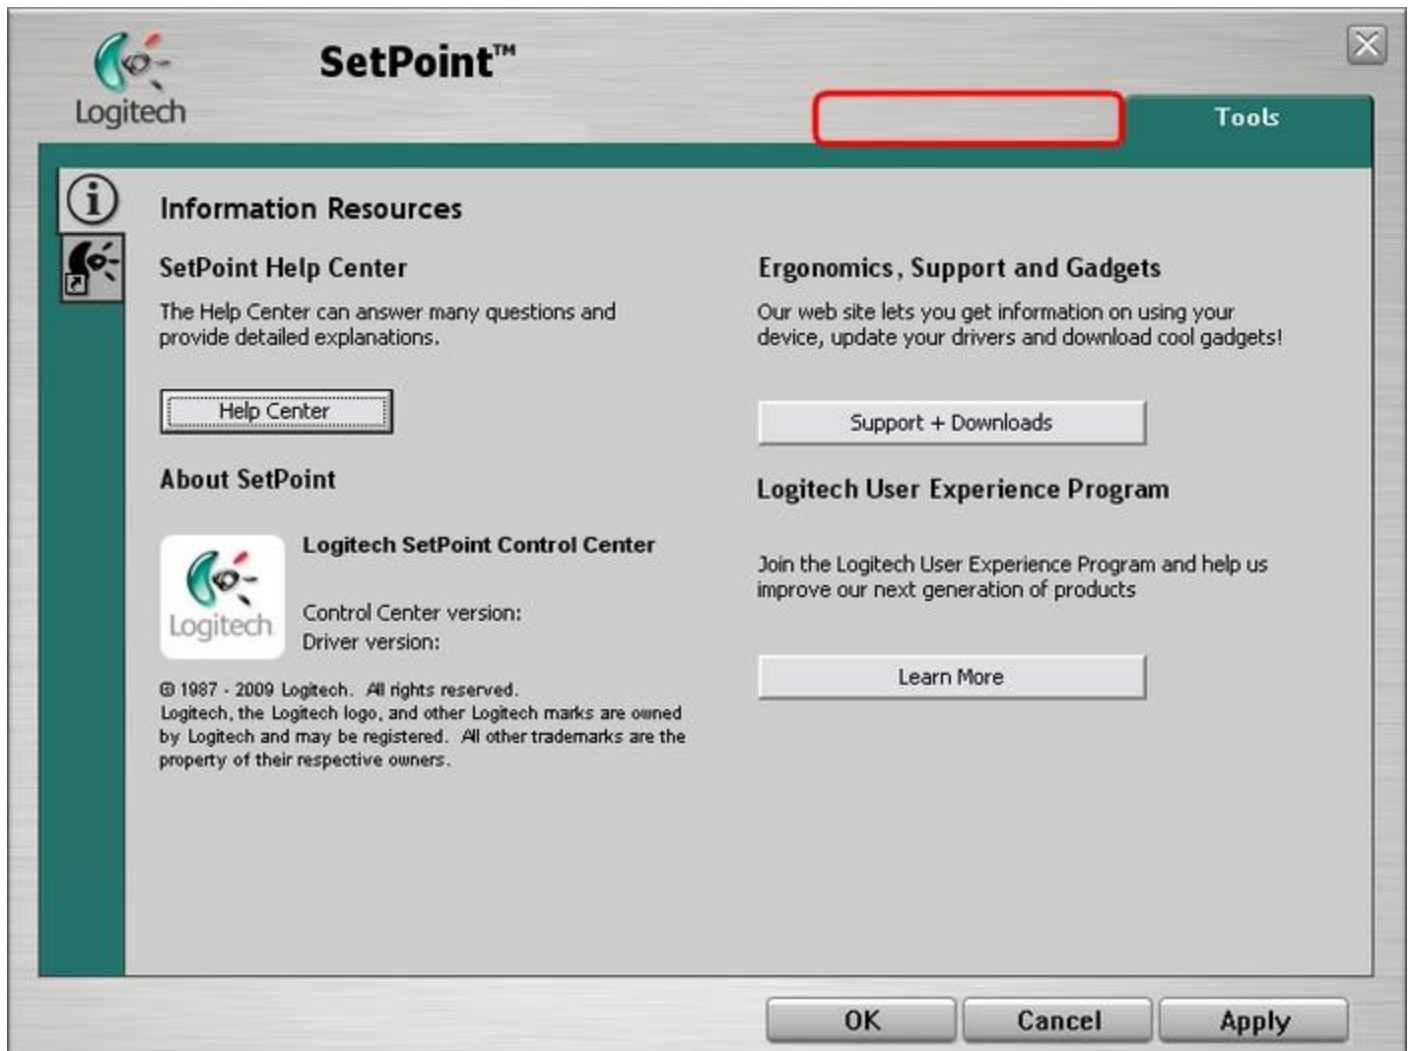 Logitech
SetPoint™
Tools
Information Resources
SetPoint Help Center
The Help Center can answer many questions and
provide detailed explanations.
Help Center
About SetPoint
Logitech
Logitech SetPoint Control Center
Control Center version:
Driver version:
© 1987 - 2009 Logitech. All rights reserved.
Logitech, the Logitech logo, and other Logitech marks are owned
by Logitech and may be registered. All other trademarks are the
property of their respective owners.
Ergonomics, Support and Gadgets
Our web site lets you get information on using your
device, update your drivers and download cool gadgets!
Support + Downloads
Logitech User Experience Program
Join the Logitech User Experience Program and help us
improve our next generation of products
Learn More
OK
Cancel
Apply